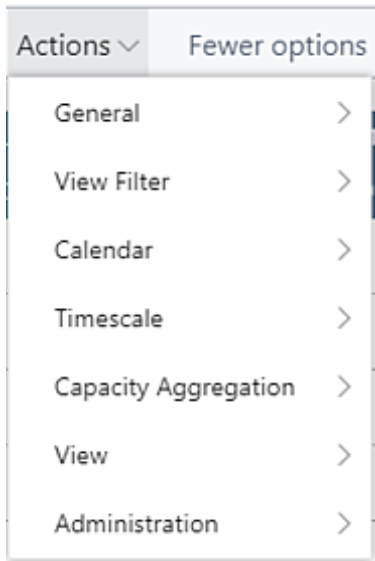 Actions Fewer options
General
View Filter
Calendar
Timescale
Capacity Aggregation
View
Administration